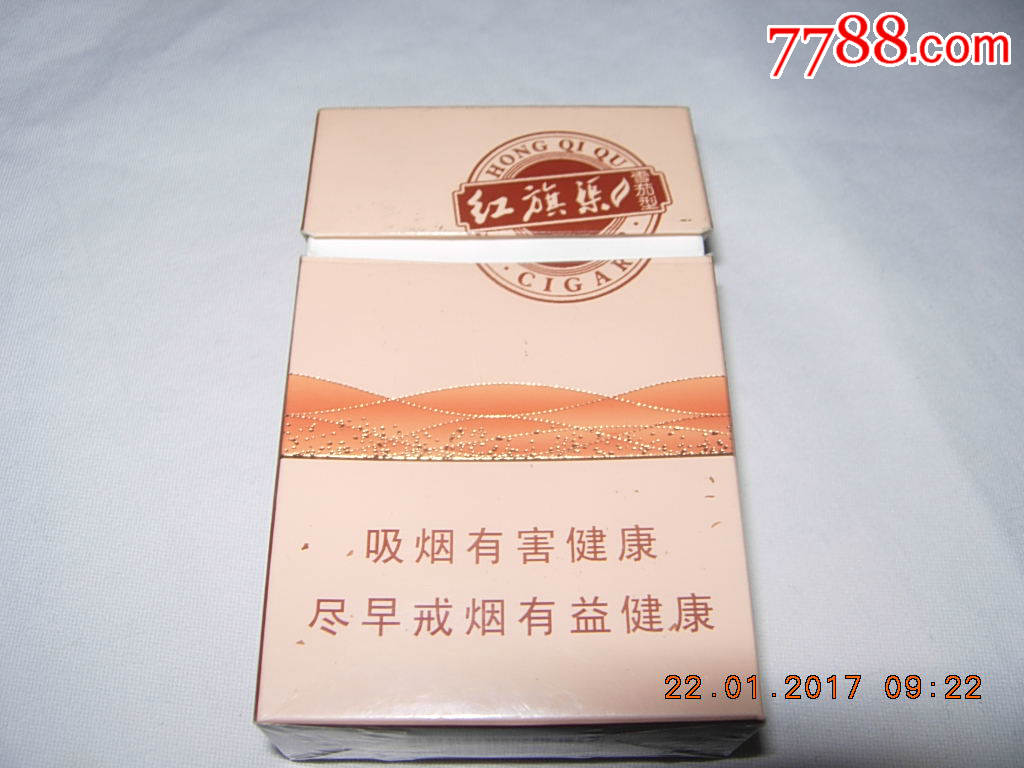 7788.com
HONG QI QU
红旗渠
雪茄型
CIGAR
吸烟有害健康
尽早戒烟有益健康
22.01.2017 09:22